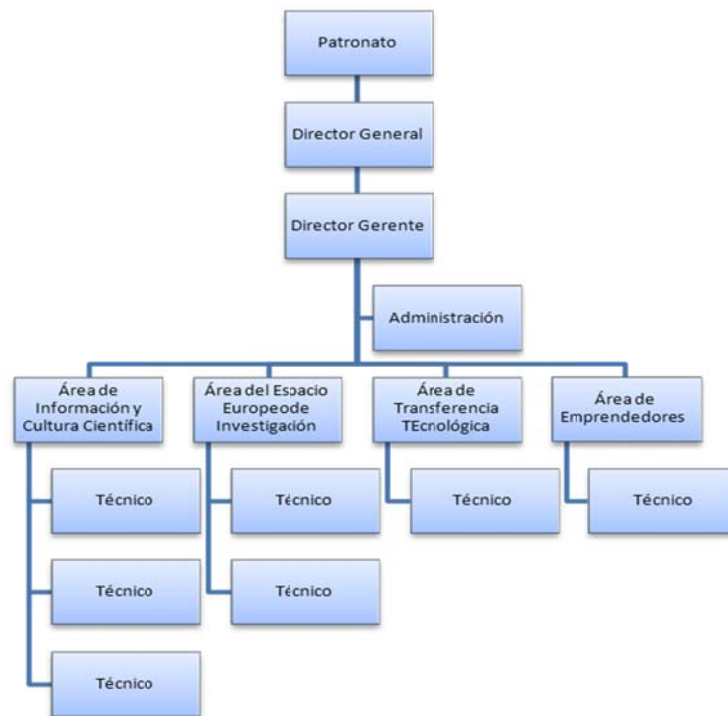 Patronato
Director General
Director Gerente
Administración
Área de
Información y
Cultura Científica
Área del Espacio
Europeode
Investigación
Área de
Transferencia
TEcnológica
Área de
Emprendedores
Técnico
Técnico
Técnico
Técnico
Técnico
Técnico
Técnico